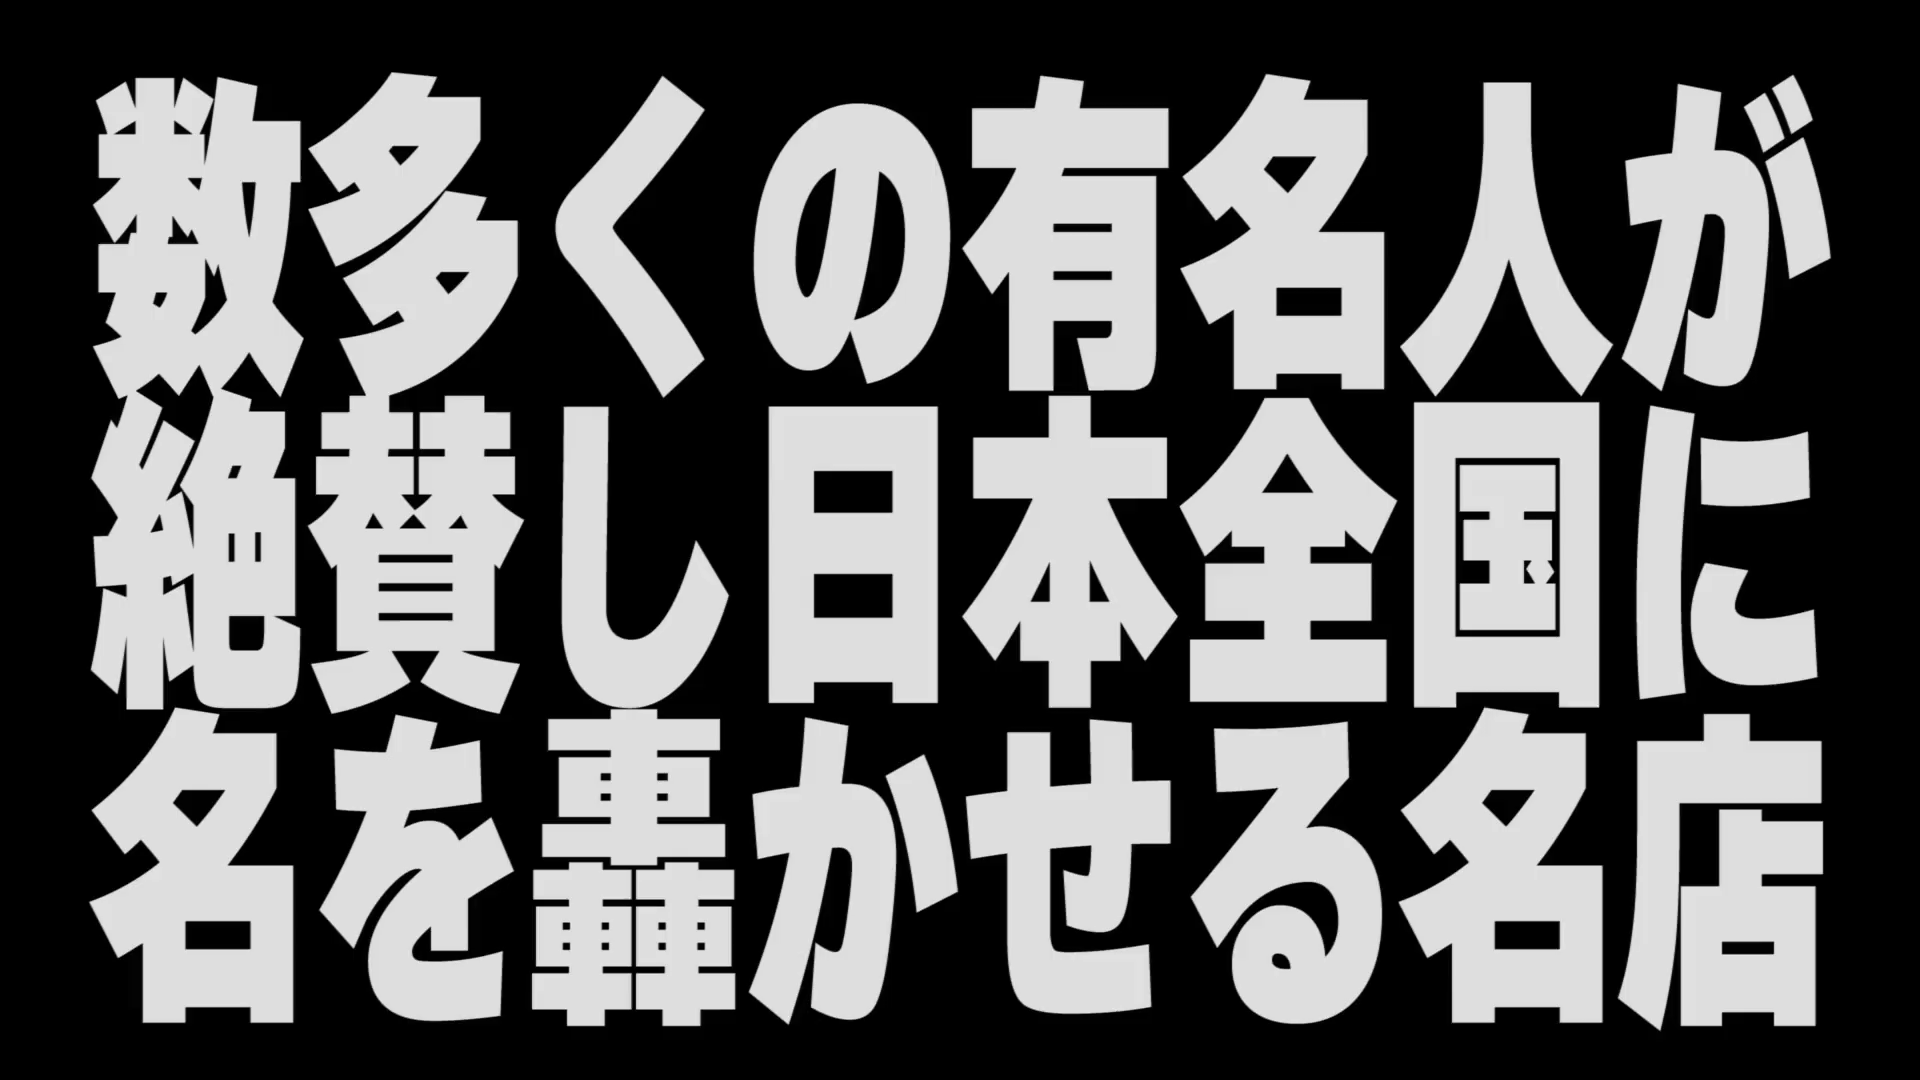 数多くの有名人が
絶賛し日本全国に
名を轟かせる名店